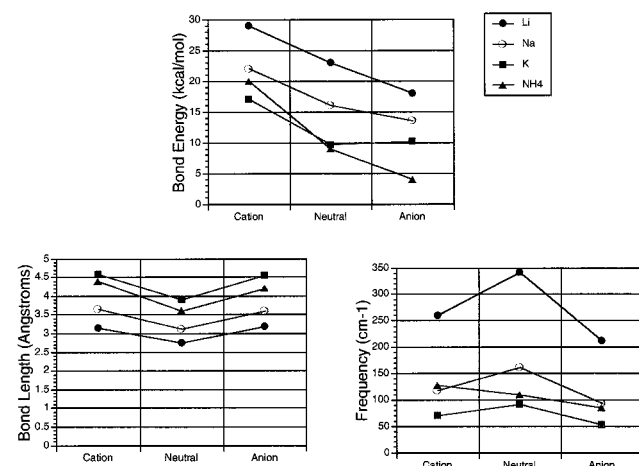 Bond Energy (kcal/mol)
30
25
20
15
10
5
0
Cation Neutral Anion
Li
Na
K
NH4
Bond Length (Angstroms)
5
4.5
4
3.5
3
2.5
2
1.5
1
0.5
0
Cation Neutral Anion
Frequency (cm-1)
350
300
250
200
150
100
50
0
Cation Neutral Anion